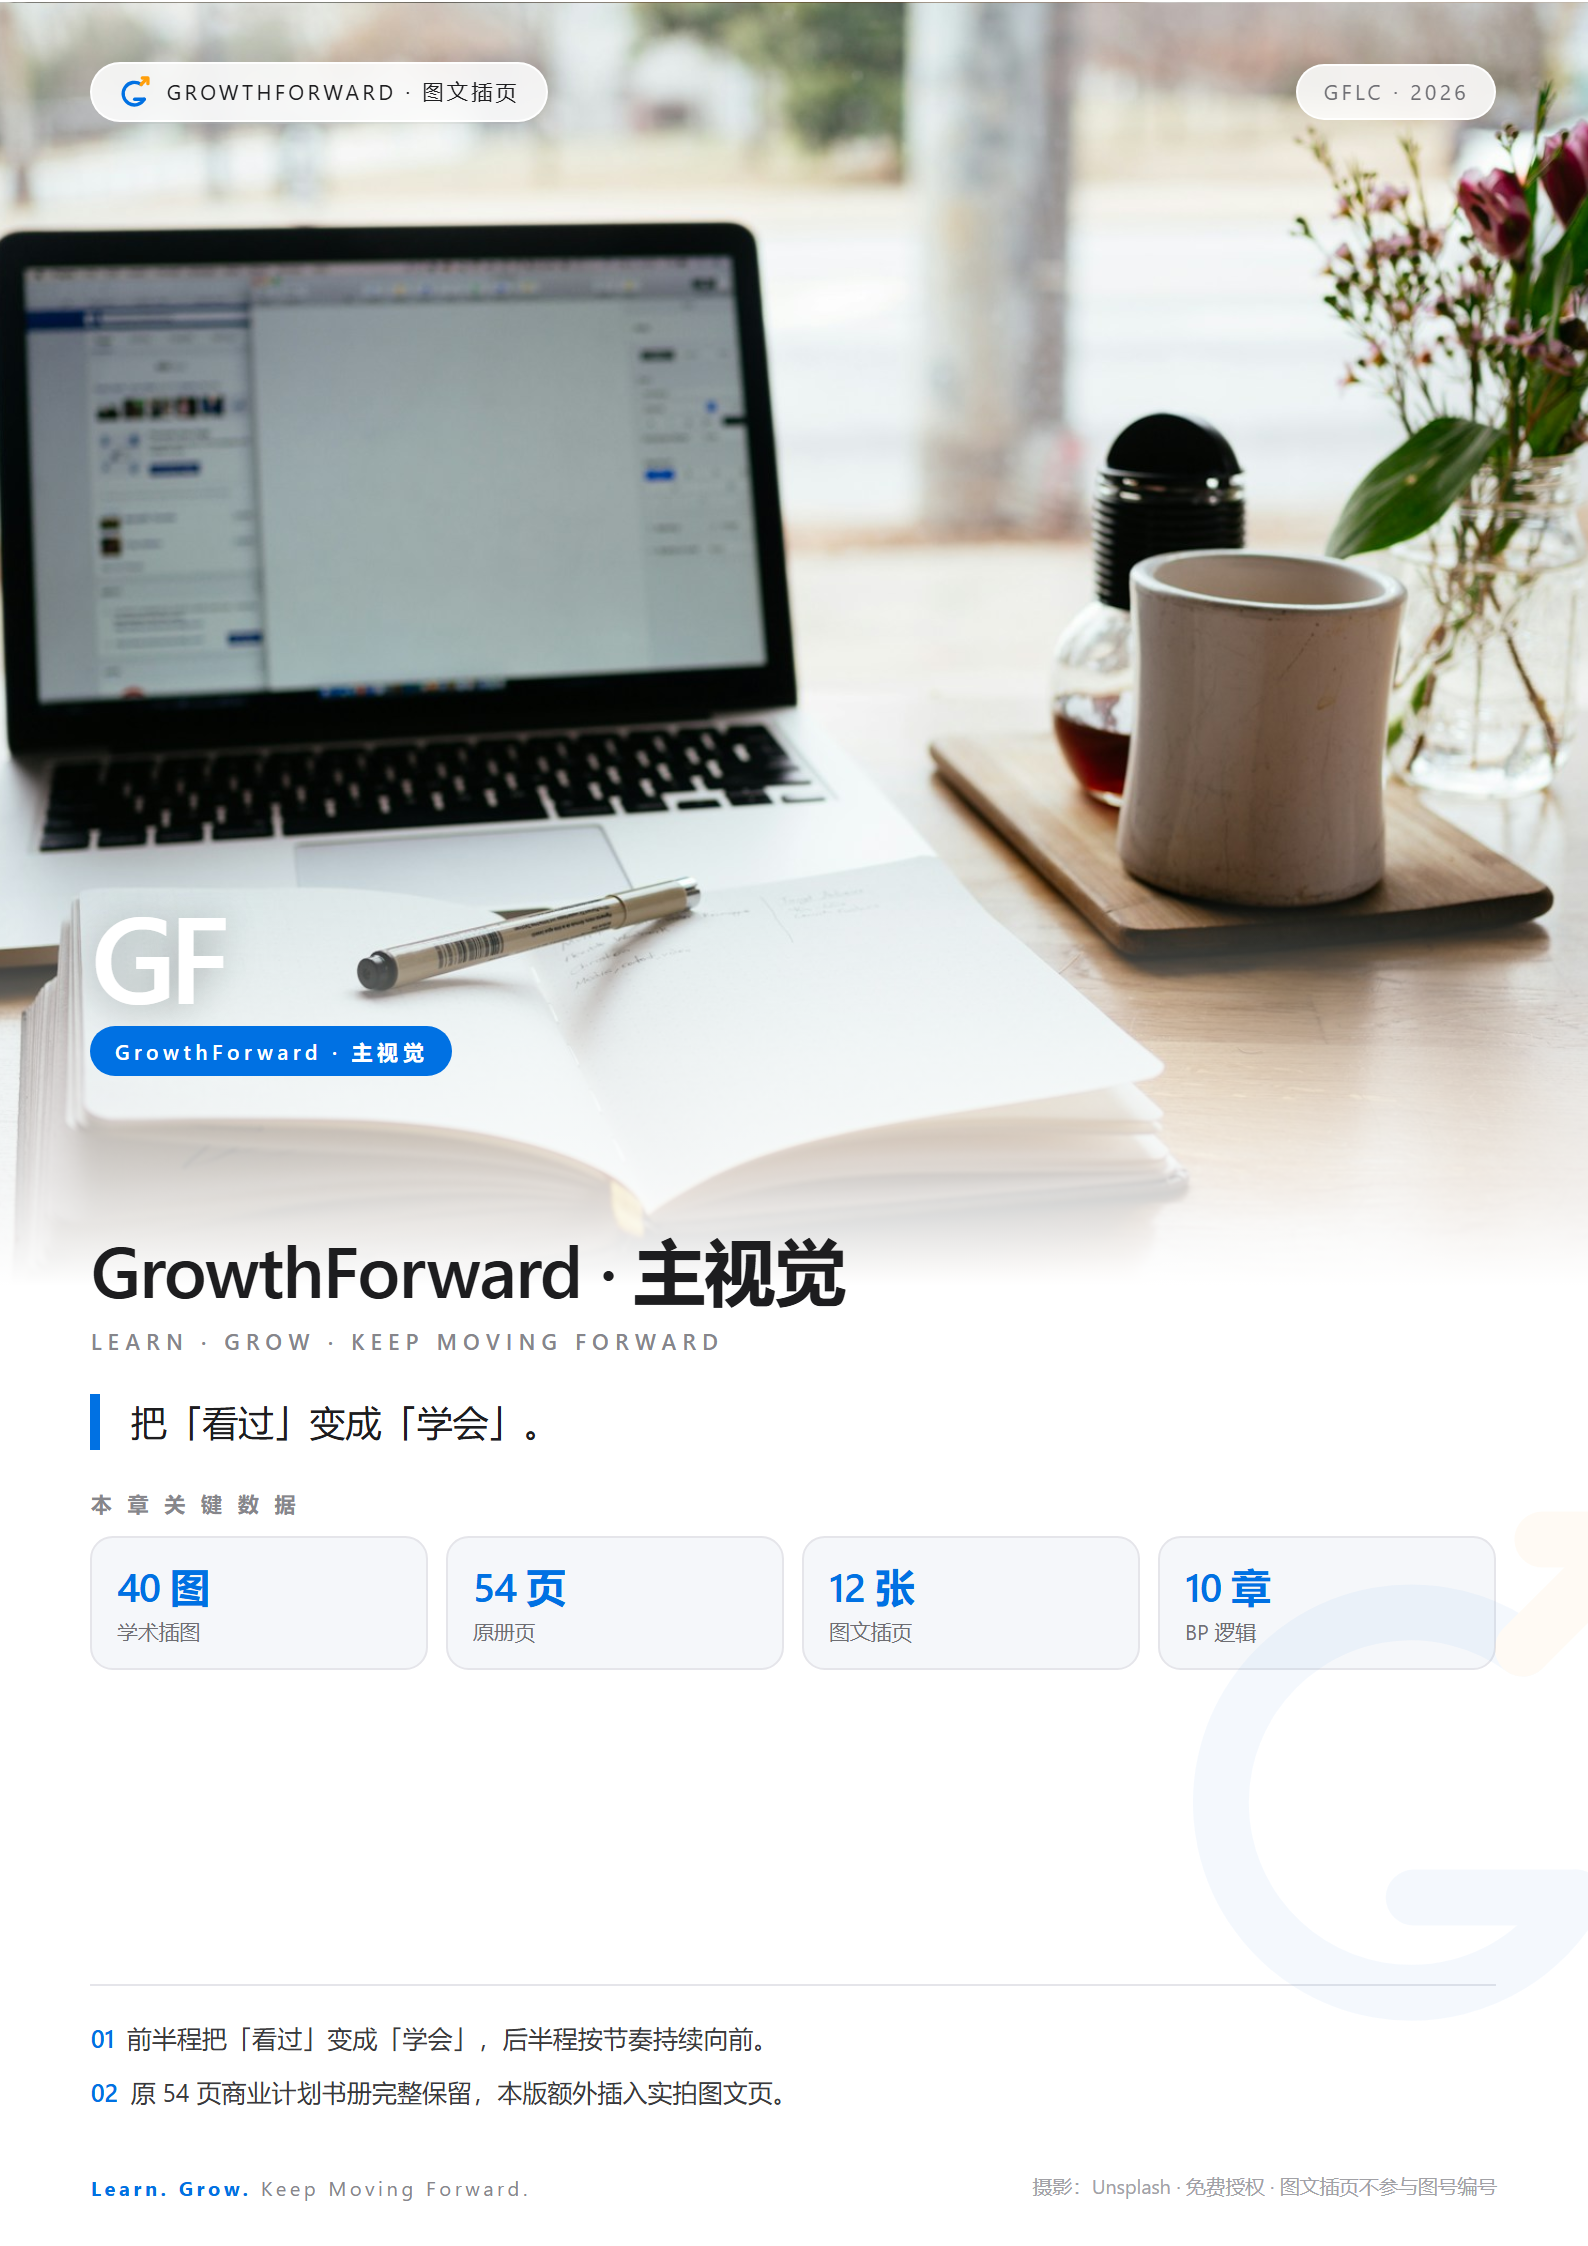 GROWTHFORWARD · 图文插页
GFLC · 2026
GF
GrowthForward · 主视觉
GrowthForward · 主视觉
LEARN · GROW · KEEP MOVING FORWARD
把「看过」变成「学会」。
本章关键数据
40 图
学术插图
54 页
原册页
12 张
图文插页
10 章
BP 逻辑
01 前半程把「看过」变成「学会」，后半程按节奏持续向前。
02 原 54 页商业计划书册完整保留，本版额外插入实拍图文页。
Learn. Grow. Keep Moving Forward.
摄影：Unsplash · 免费授权 · 图文插页不参与图号编号